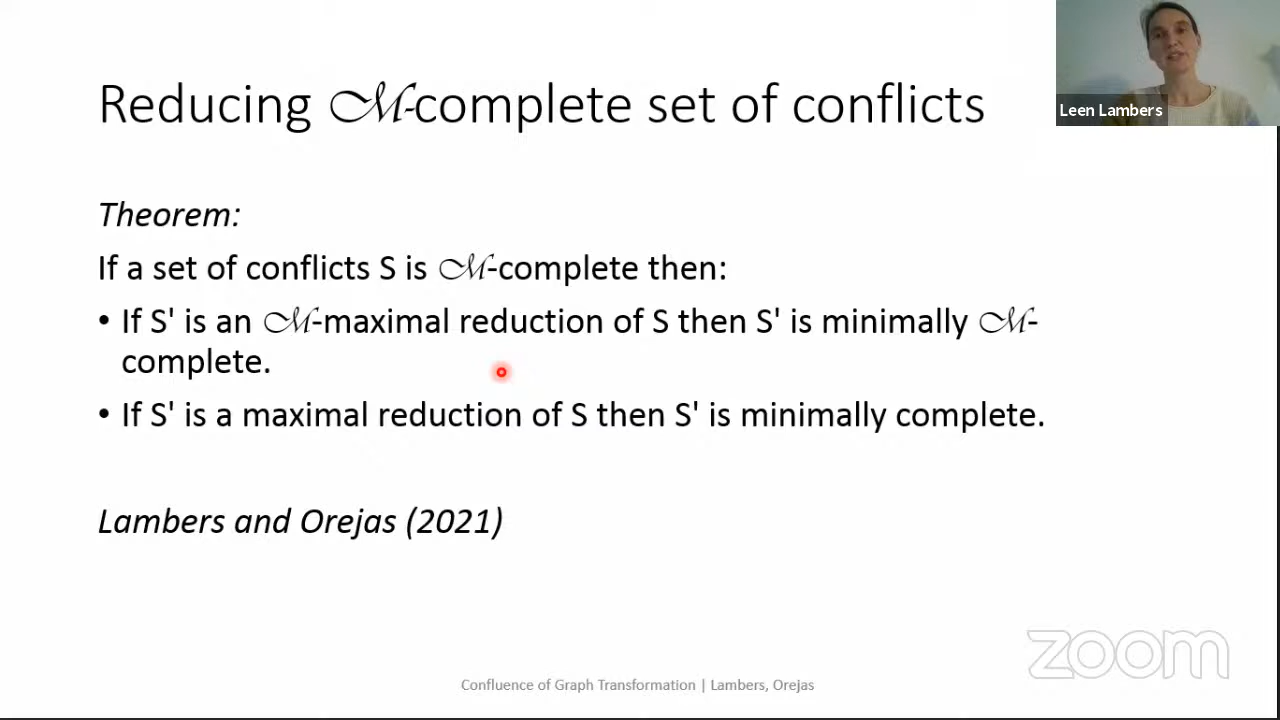 Reducing ℳ-complete set of conflicts
Leen Lambers
Theorem:
If a set of conflicts S is ℳ-complete then:
• If S' is an ℳ-maximal reduction of S then S' is minimally ℳ-
complete.
• If S' is a maximal reduction of S then S' is minimally complete.
Lambers and Orejas (2021)
zoom
Confluence of Graph Transformation | Lambers, Orejas